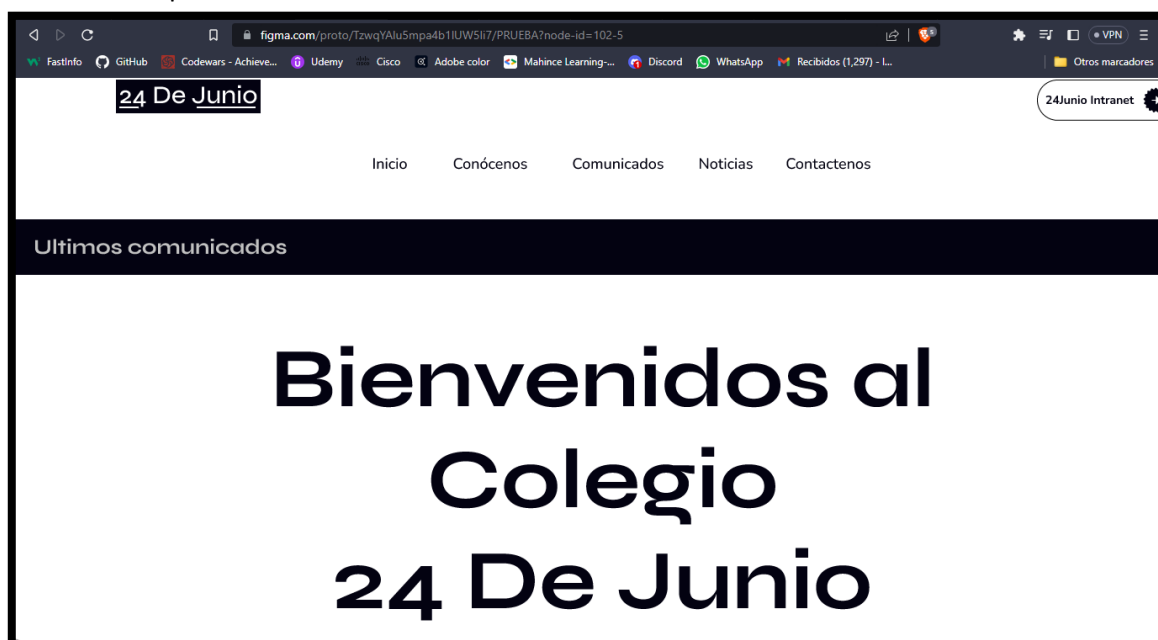 figma.com/proto/TzwqYAlu5mpa4b1IUW5li7/PRUEBA?node-id=102-5
VPN
FastInfo GitHub Codewars - Achieve... Udemy Cisco Adobe color Mahince Learning-... Discord WhatsApp Recibidos (1,297) - I... Otros marcadores
24 De Junio
24Junio Intranet
Inicio Conócenos Comunicados Noticias Contactenos
Ultimos comunicados
Bienvenidos al
Colegio
24 De Junio